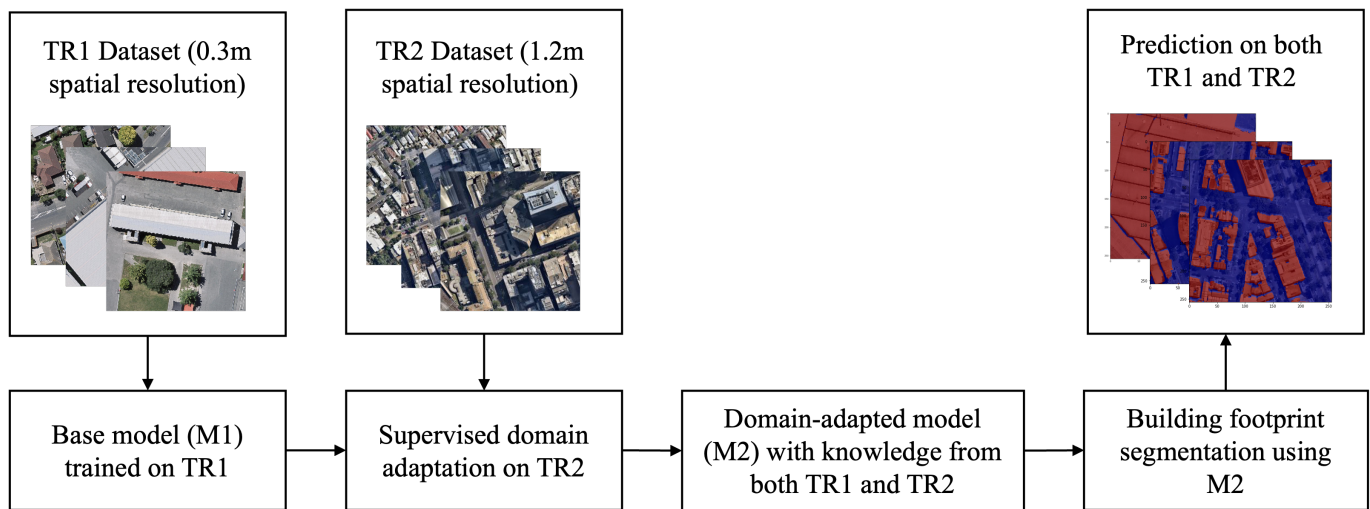 TR1 Dataset (0.3m
spatial resolution)
TR2 Dataset (1.2m
spatial resolution)
Prediction on both
TR1 and TR2
Base model (M1)
trained on TR1
Supervised domain
adaptation on TR2
Domain-adapted model
(M2) with knowledge from
both TR1 and TR2
Building footprint
segmentation using
M2